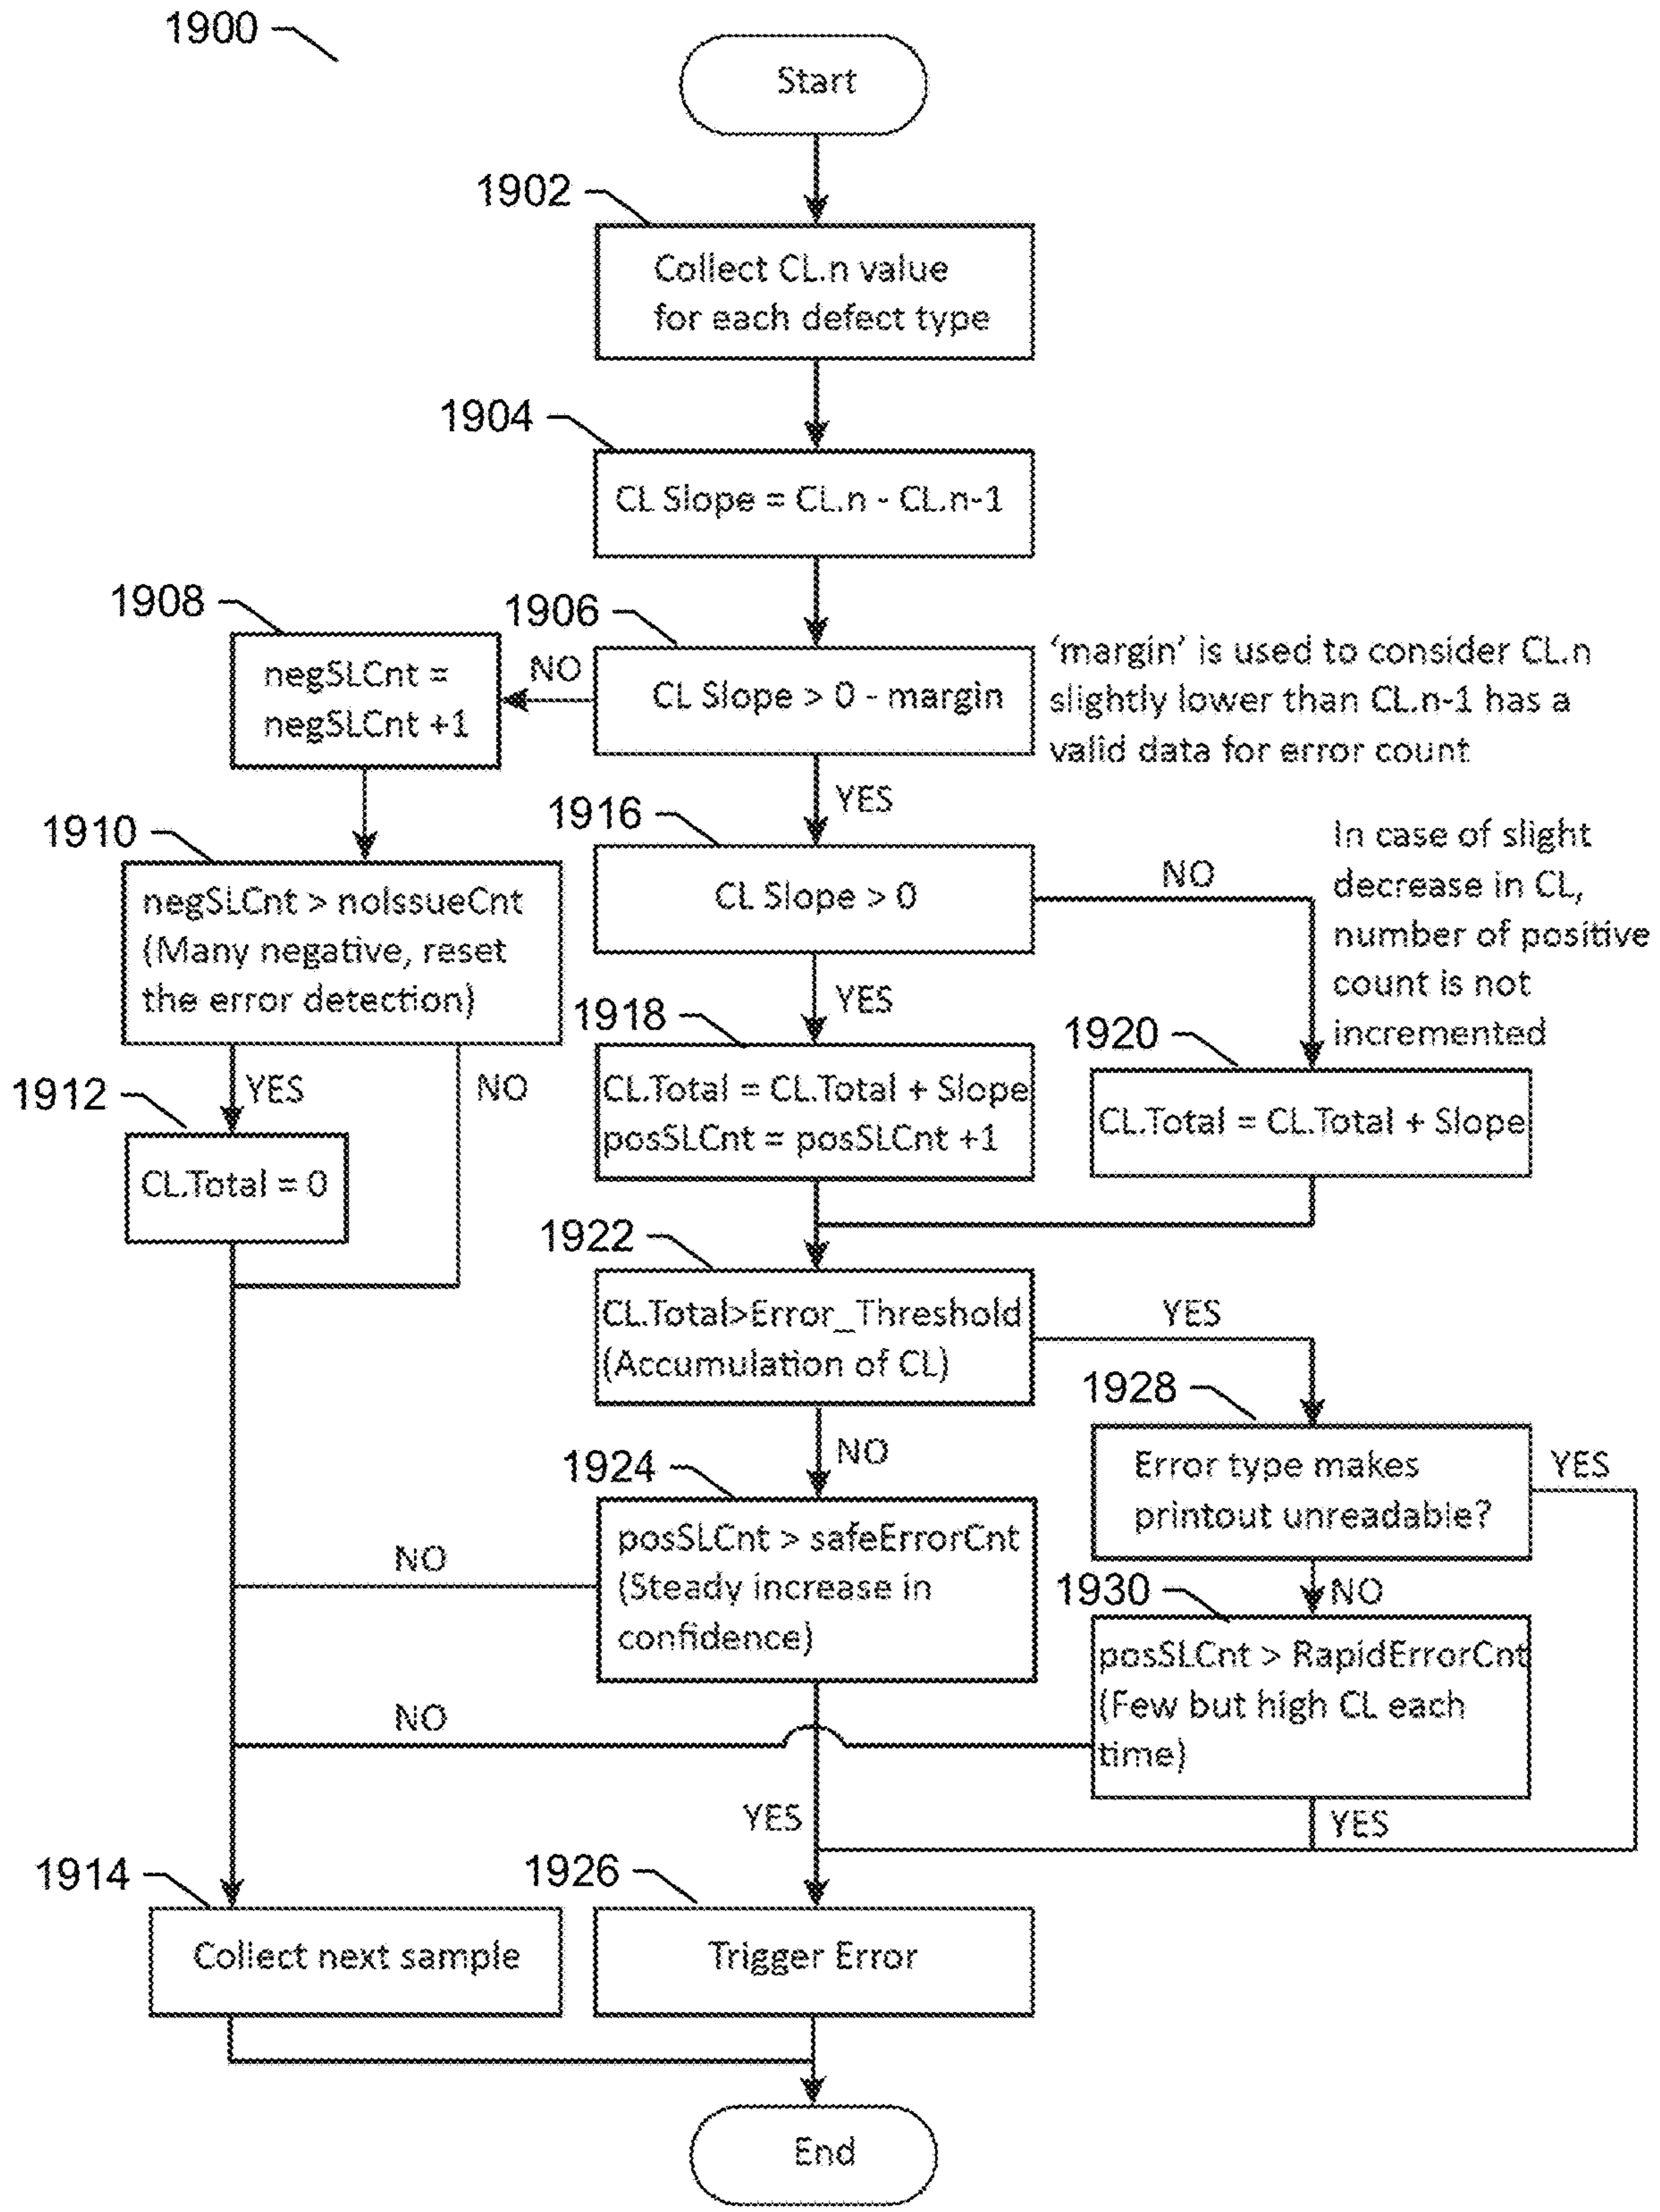 1900
Start
1902
Collect CL.n value
for each defect type
1904
CL Slope = CL.n - CL.n-1
1908
negSLCnt =
negSLCnt +1
NO
1906
CL Slope > 0 - margin
'margin' is used to consider CL.n
slightly lower than CL.n-1 has a
valid data for error count
YES
1910
negSLCnt > noIssueCnt
(Many negative, reset
the error detection)
1916
CL Slope > 0
NO
In case of slight
decrease in CL,
number of positive
count is not
incremented
YES
1912
YES
NO
CL.Total = 0
1918
CL.Total = CL.Total + Slope
posSLCnt = posSLCnt +1
1920
CL.Total = CL.Total + Slope
1922
CL.Total>Error_Threshold
(Accumulation of CL)
YES
NO
1928
Error type makes
printout unreadable?
YES
1924
posSLCnt > safeErrorCnt
(Steady increase in
confidence)
NO
NO
1930
posSLCnt > RapidErrorCnt
(Few but high CL each
time)
NO
YES
YES
1914
Collect next sample
1926
Trigger Error
End